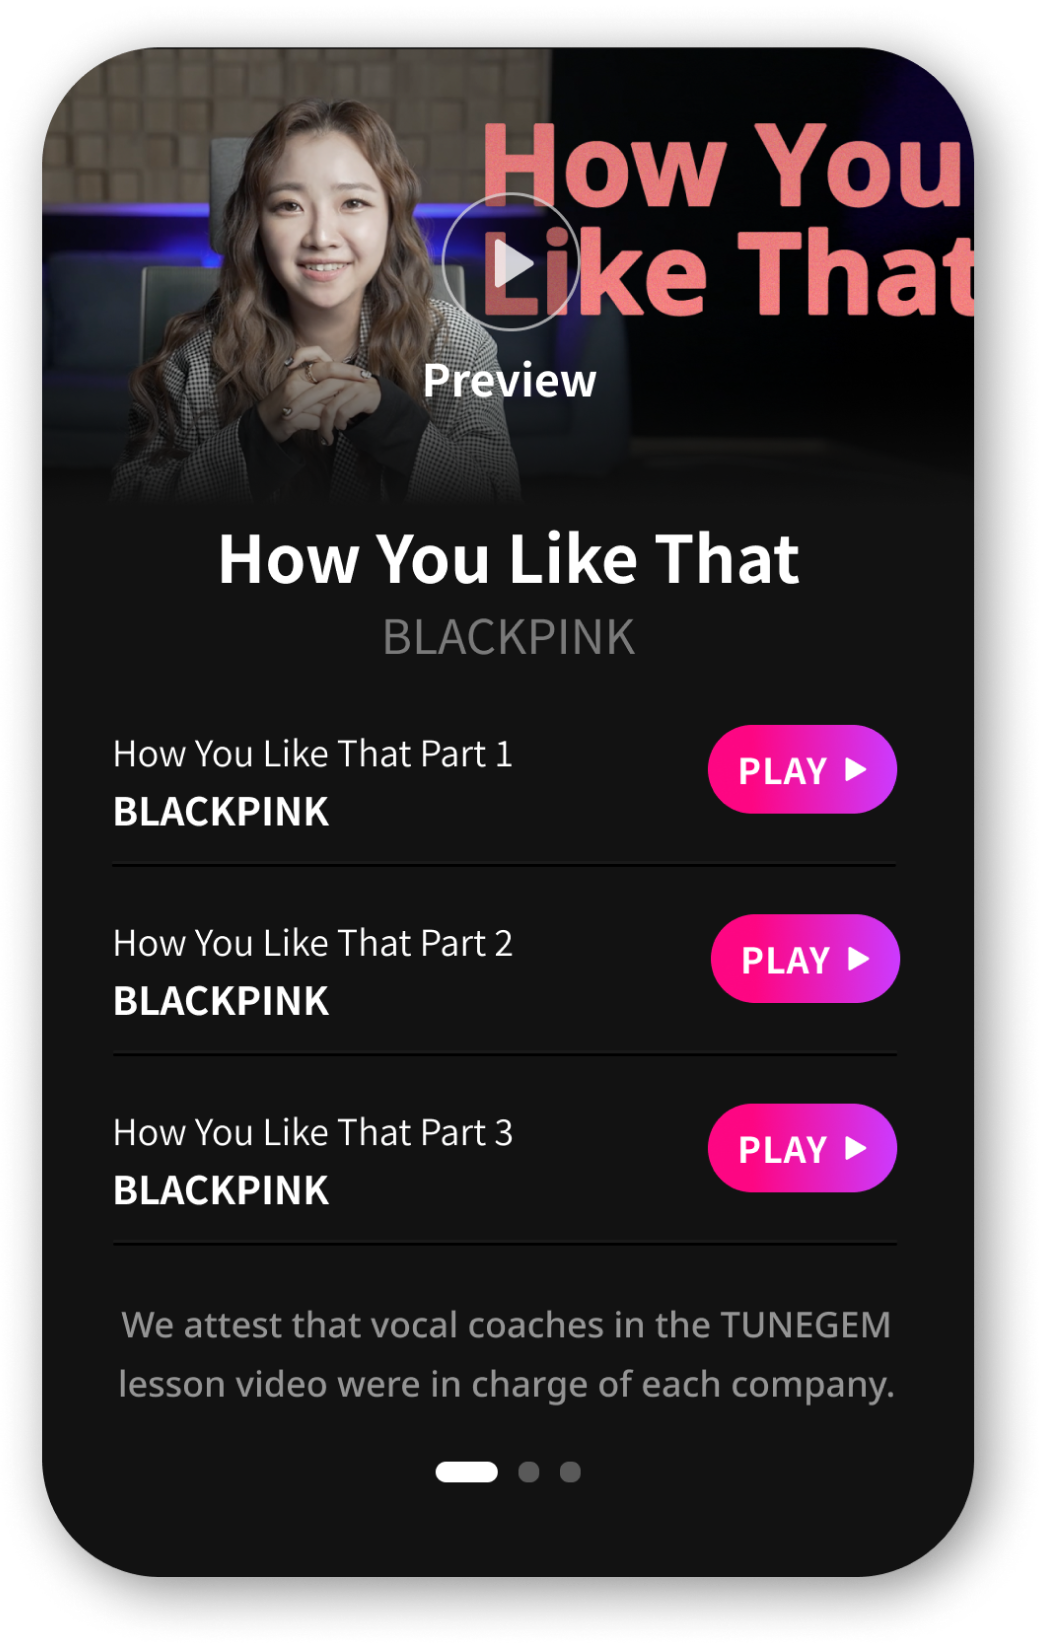 How You
Like That
Preview
How You Like That
BLACKPINK
How You Like That Part 1
BLACKPINK
PLAY
How You Like That Part 2
BLACKPINK
PLAY
How You Like That Part 3
BLACKPINK
PLAY
We attest that vocal coaches in the TUNEGEM
lesson video were in charge of each company.